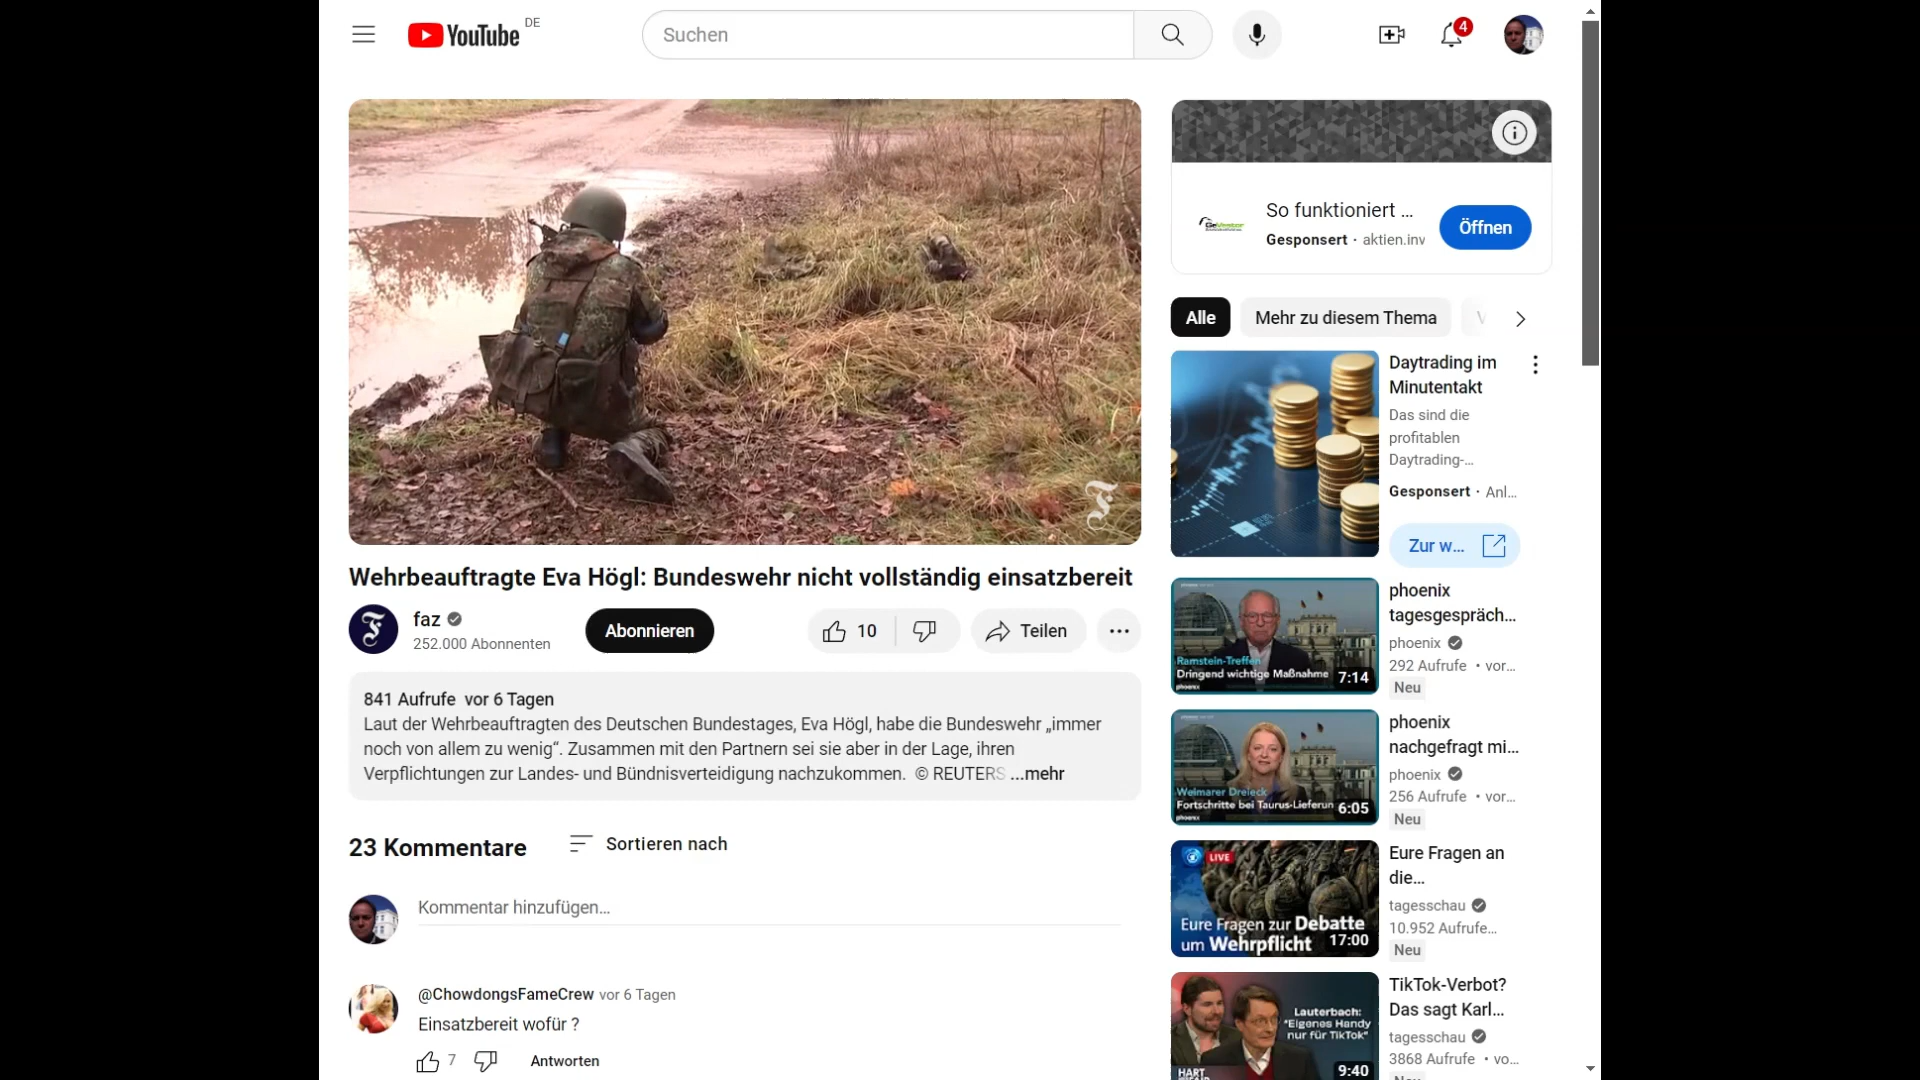 YouTube DE
Suchen
4
So funktioniert ...
Gesponsert · aktien.inv
Öffnen
Alle
Mehr zu diesem Thema
Daytrading im
Minutentakt
Das sind die
profitablen
Daytrading-...
Gesponsert · Anl...
Zur w...
Wehrbeauftragte Eva Högl: Bundeswehr nicht vollständig einsatzbereit
faz
252.000 Abonnenten
Abonnieren
10
Teilen
841 Aufrufe vor 6 Tagen
Laut der Wehrbeauftragten des Deutschen Bundestages, Eva Högl, habe die Bundeswehr „immer
noch von allem zu wenig“. Zusammen mit den Partnern sei sie aber in der Lage, ihren
Verpflichtungen zur Landes- und Bündnisverteidigung nachzukommen. © REUTERS ...mehr
23 Kommentare
Sortieren nach
Kommentar hinzufügen...
@ChowdongsFameCrew vor 6 Tagen
Einsatzbereit wofür ?
7
Antworten
Ramstein-Treffen
Dringend wichtige Maßnahme
phoenix
7:14
phoenix
tagesgespräch...
phoenix
292 Aufrufe · vor...
Neu
Weimarer Dreieck
Fortschritte bei Taurus-Lieferun
phoenix
6:05
phoenix
nachgefragt mi...
phoenix
256 Aufrufe · vor...
Neu
LIVE
Eure Fragen zur Debatte
um Wehrpflicht
17:00
Eure Fragen an
die...
tagesschau
10.952 Aufrufe...
Neu
Lauterbach:
"Eigenes Handy
nur für TikTok"
HART
9:40
TikTok-Verbot?
Das sagt Karl...
tagesschau
3868 Aufrufe · vo...